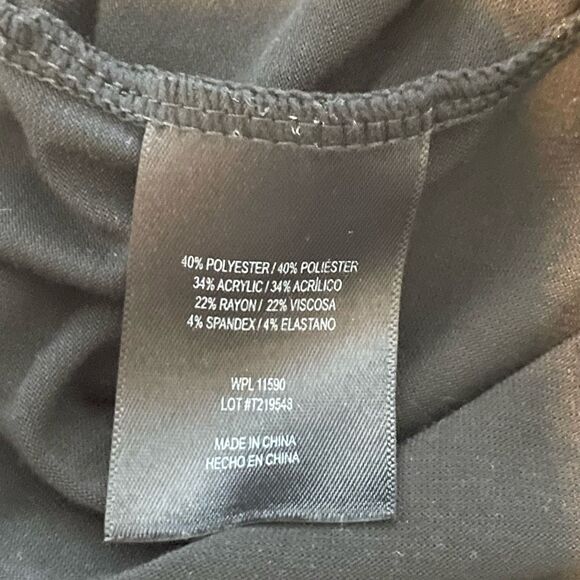 40% POLYESTER / 40% POLIÉSTER
34% ACRYLIC / 34% ACRÍLICO
22% RAYON / 22% VISCOSA
4% SPANDEX / 4% ELASTANO
WPL 11590
LOT #T219548
MADE IN CHINA
HECHO EN CHINA